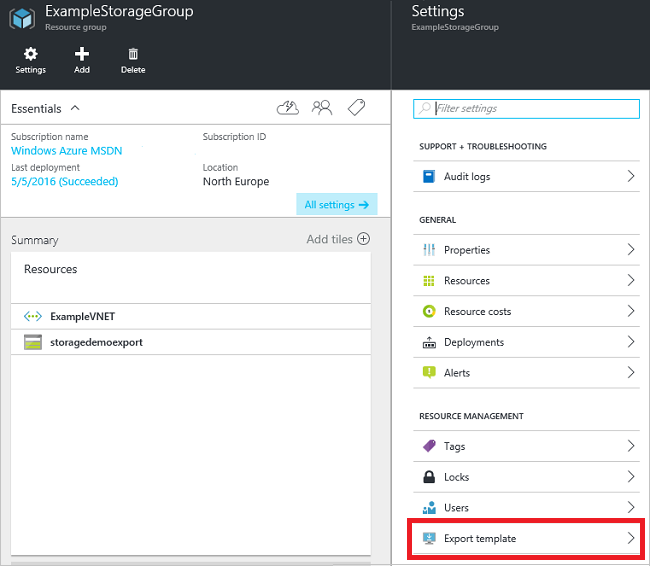 ExampleStorageGroup
Resource group
Settings
Add
Delete
Essentials
Subscription name
Subscription ID
Windows Azure MSDN
Last deployment
Location
5/5/2016 (Succeeded)
North Europe
All settings
Summary
Add tiles
Resources
ExampleVNET
storagedemoexport
Settings
ExampleStorageGroup
Filter settings
SUPPORT + TROUBLESHOOTING
Audit logs
GENERAL
Properties
Resources
Resource costs
Deployments
Alerts
RESOURCE MANAGEMENT
Tags
Locks
Users
Export template